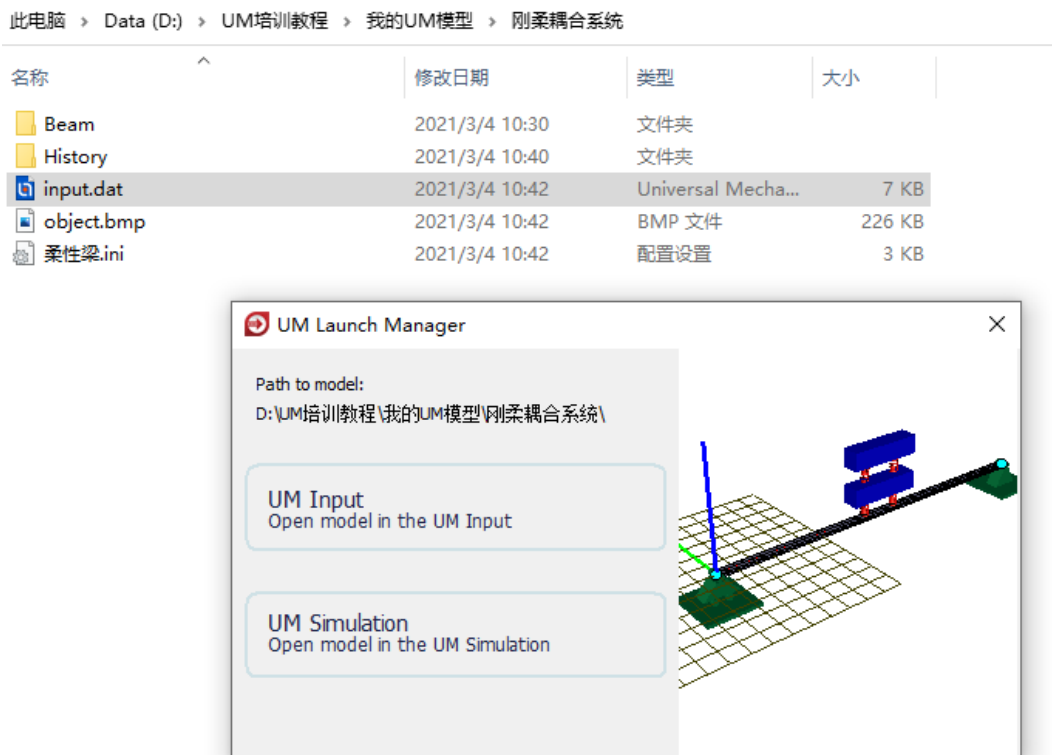 此电脑 > Data (D:) > UM培训教程 > 我的UM模型 > 刚柔耦合系统
名称 修改日期 类型 大小
Beam 2021/3/4 10:30 文件夹
History 2021/3/4 10:40 文件夹
input.dat 2021/3/4 10:42 Universal Mecha... 7 KB
object.bmp 2021/3/4 10:42 BMP 文件 226 KB
柔性梁.ini 2021/3/4 10:42 配置设置 3 KB
UM Launch Manager
Path to model:
D:\UM培训教程\我的UM模型\刚柔耦合系统\
UM Input
Open model in the UM Input
UM Simulation
Open model in the UM Simulation